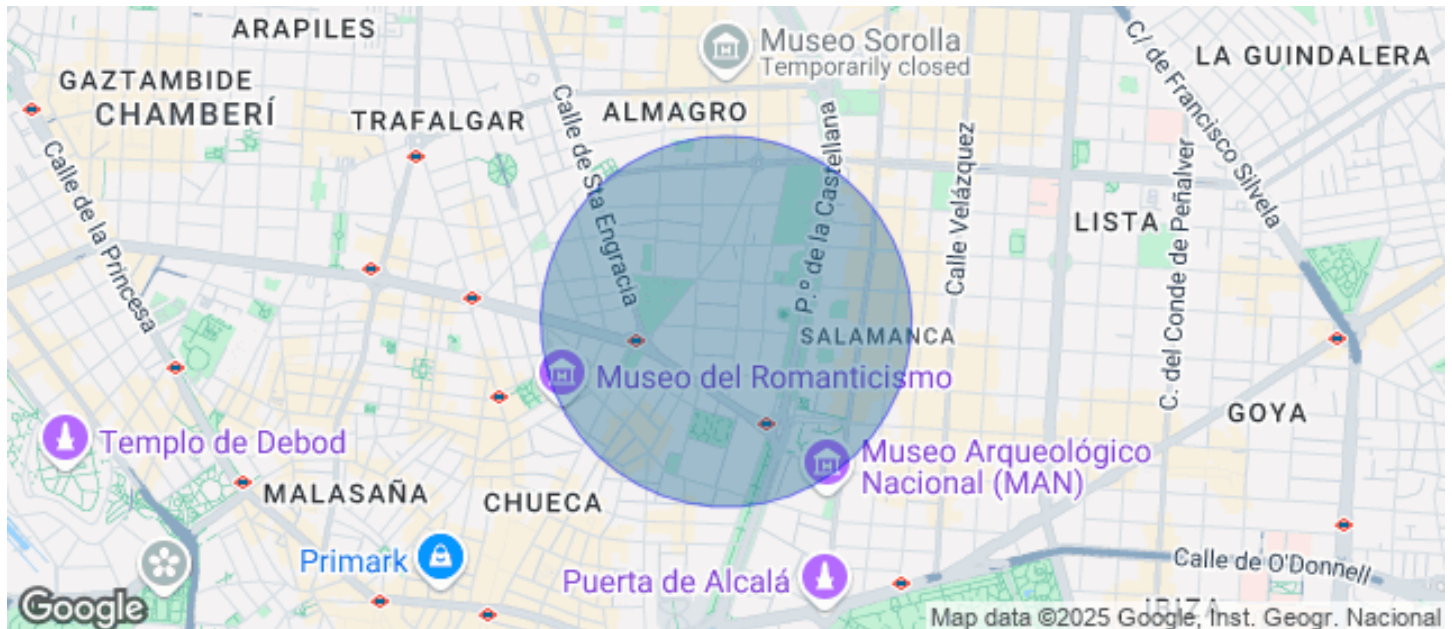 ARAPILES
Museo Sorolla
Temporarily closed
C/ de Francisco Silvela
LA GUINDALERA
GAZTAMBIDE
CHAMBERÍ
TRAFALGAR
ALMAGRO
Calle de Sta Engracia
P.º de la Castellana
Calle Velázquez
C. del Conde de Peñalver
LISTA
Calle de la Princesa
SALAMANCA
Museo del Romanticismo
GOYA
Templo de Debod
Museo Arqueológico
Nacional (MAN)
MALASAÑA
CHUECA
Primark
Puerta de Alcalá
Calle de O'Donnell
IBIZA
Google
Map data ©2025 Google, Inst. Geogr. Nacional